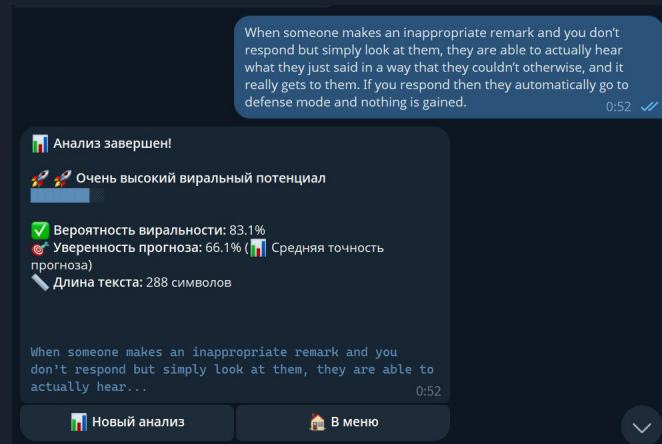 When someone makes an inappropriate remark and you don't
respond but simply look at them, they are able to actually hear
what they just said in a way that they couldn't otherwise, and it
really gets to them. If you respond then they automatically go to
defense mode and nothing is gained.
0:52
Анализ завершен!
Очень высокий виральный потенциал
Вероятность виральности: 83.1%
Уверенность прогноза: 66.1% (📊 Средняя точность
прогноза)
Длина текста: 288 символов
When someone makes an inappropriate remark and you
don't respond but simply look at them, they are able to
actually hear...
0:52
Новый анализ
В меню